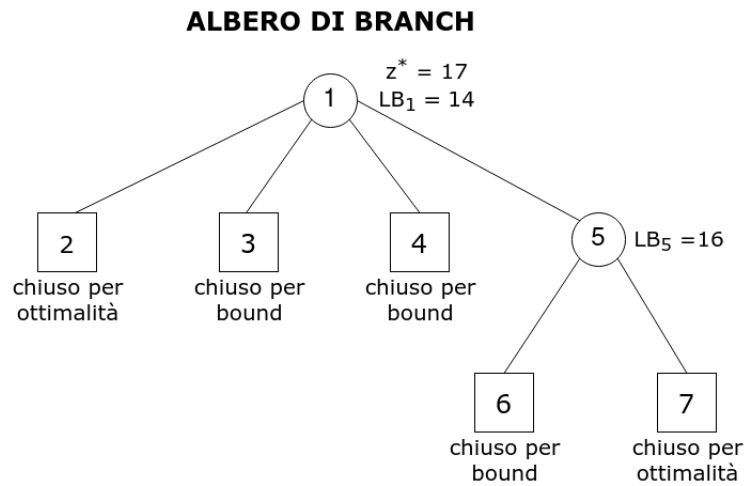 ALBERO DI BRANCH
z* = 17
1
LB₁ = 14
2
3
4
5
LB₅ =16
chiuso per
ottimalità
chiuso per
bound
chiuso per
bound
6
7
chiuso per
bound
chiuso per
ottimalità